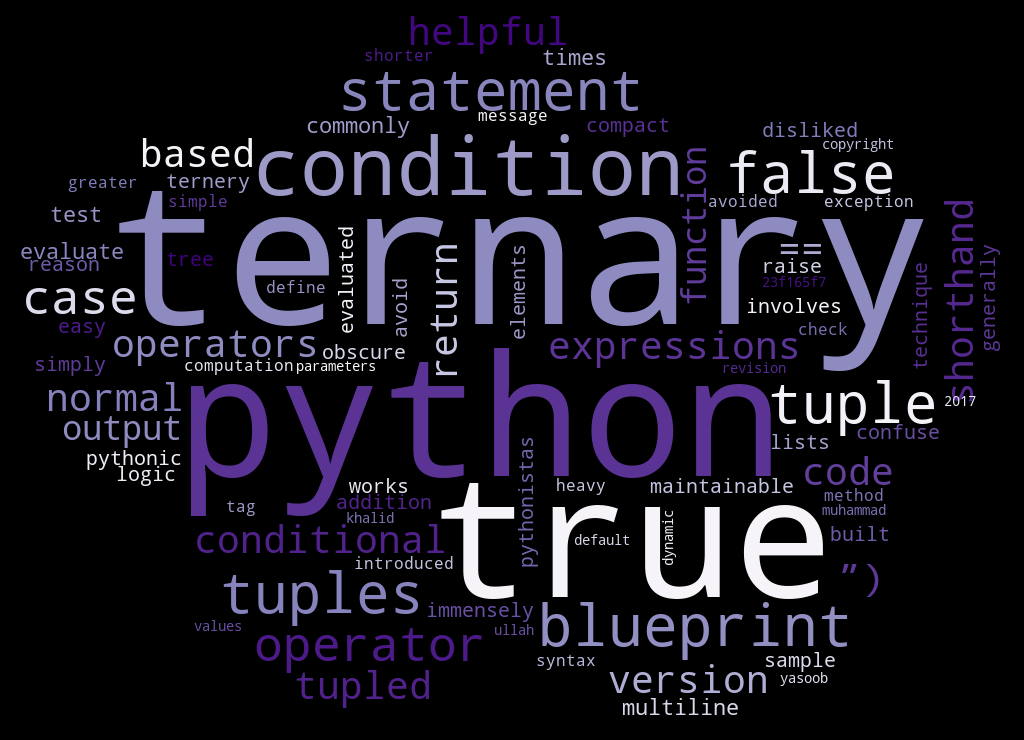 helpful
shorter
times
statement
message
commonly
compact
disliked
copyright
based
condition
false
greater
ternery
function
simple
avoided
exception
test
ternary
shorthand
evaluate
evaluated
return
elements
==
generally
reason
tree
raise
technique
case
define
avoid
23f165f7
involves
easy
check
operators
obscure
expressions
simply
computation
parameters
revision
python
normal
tuple
2017
output
lists
confuse
pythonic
logic
pythonistas
code
works
heavy
maintainable
true
addition
method
tag
khalid
muhammad
conditional
default
dynamic
built
introduced
”)
tuples
immensely
values
ullah
blueprint
operator
syntax
sample
tupled
version
yasoob
multiline